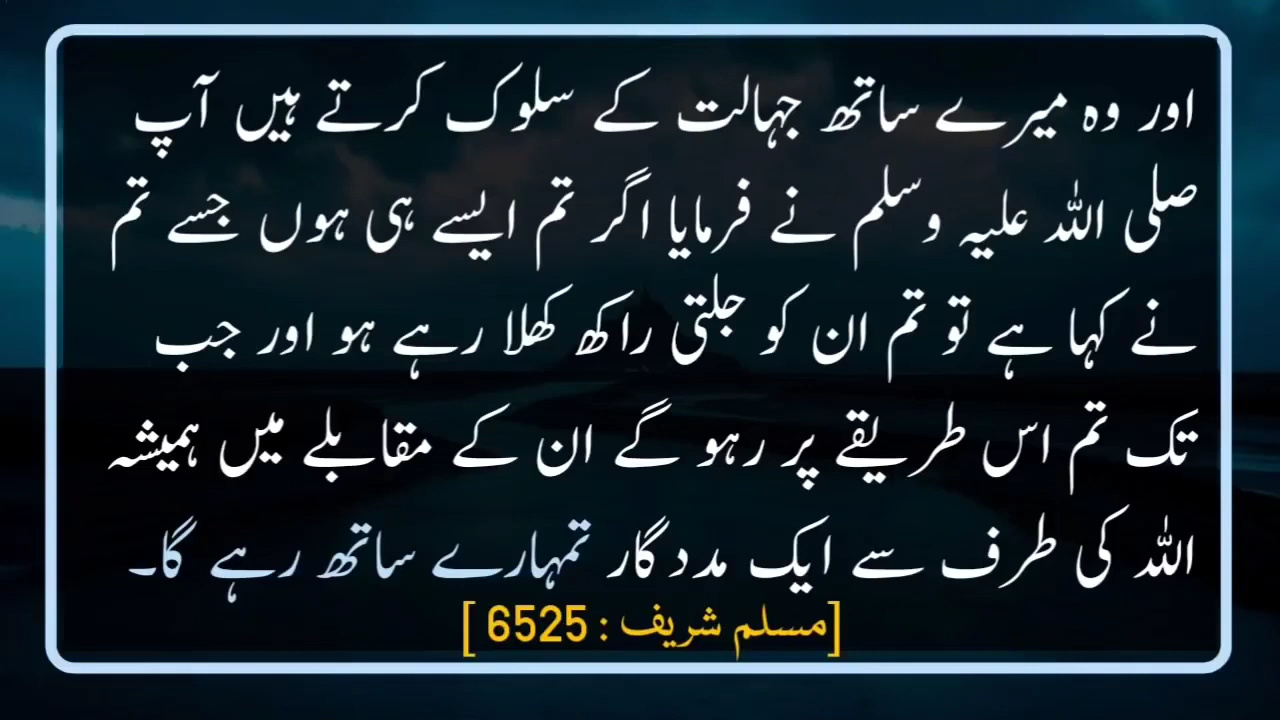 اور وہ میرے ساتھ جہالت کے سلوک کرتے ہیں آپ
صلی اللہ علیہ وسلم نے فرمایا اگر تم ایسے ہی ہوں جسے تم
نے کہا ہے تو تم ان کو جلتی راکھ کھلا رہے ہو اور جب
تک تم اس طریقے پر رہو گے ان کے مقابلے میں ہمیشہ
اللہ کی طرف سے ایک مددگار تمہارے ساتھ رہے گا۔
[مسلم شریف : 6525 ]